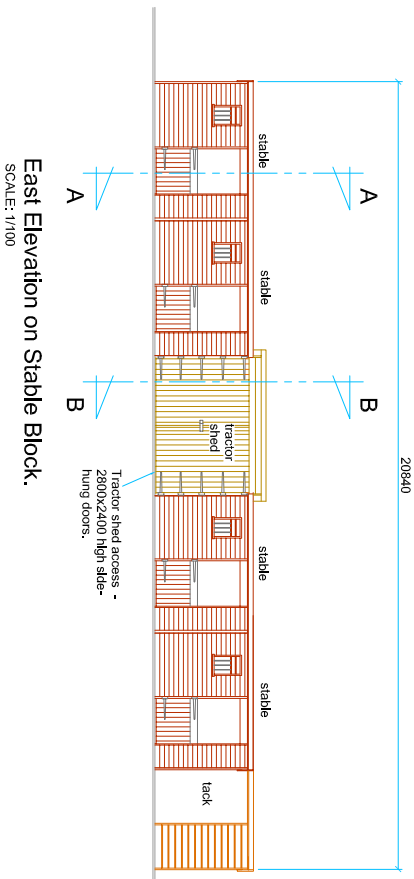 20840
A
A
B
B
stable
stable
tractor
shed
stable
stable
tack
Tractor shed access -
2800x2400 high side-
hung doors.
East Elevation on Stable Block.
SCALE: 1/100